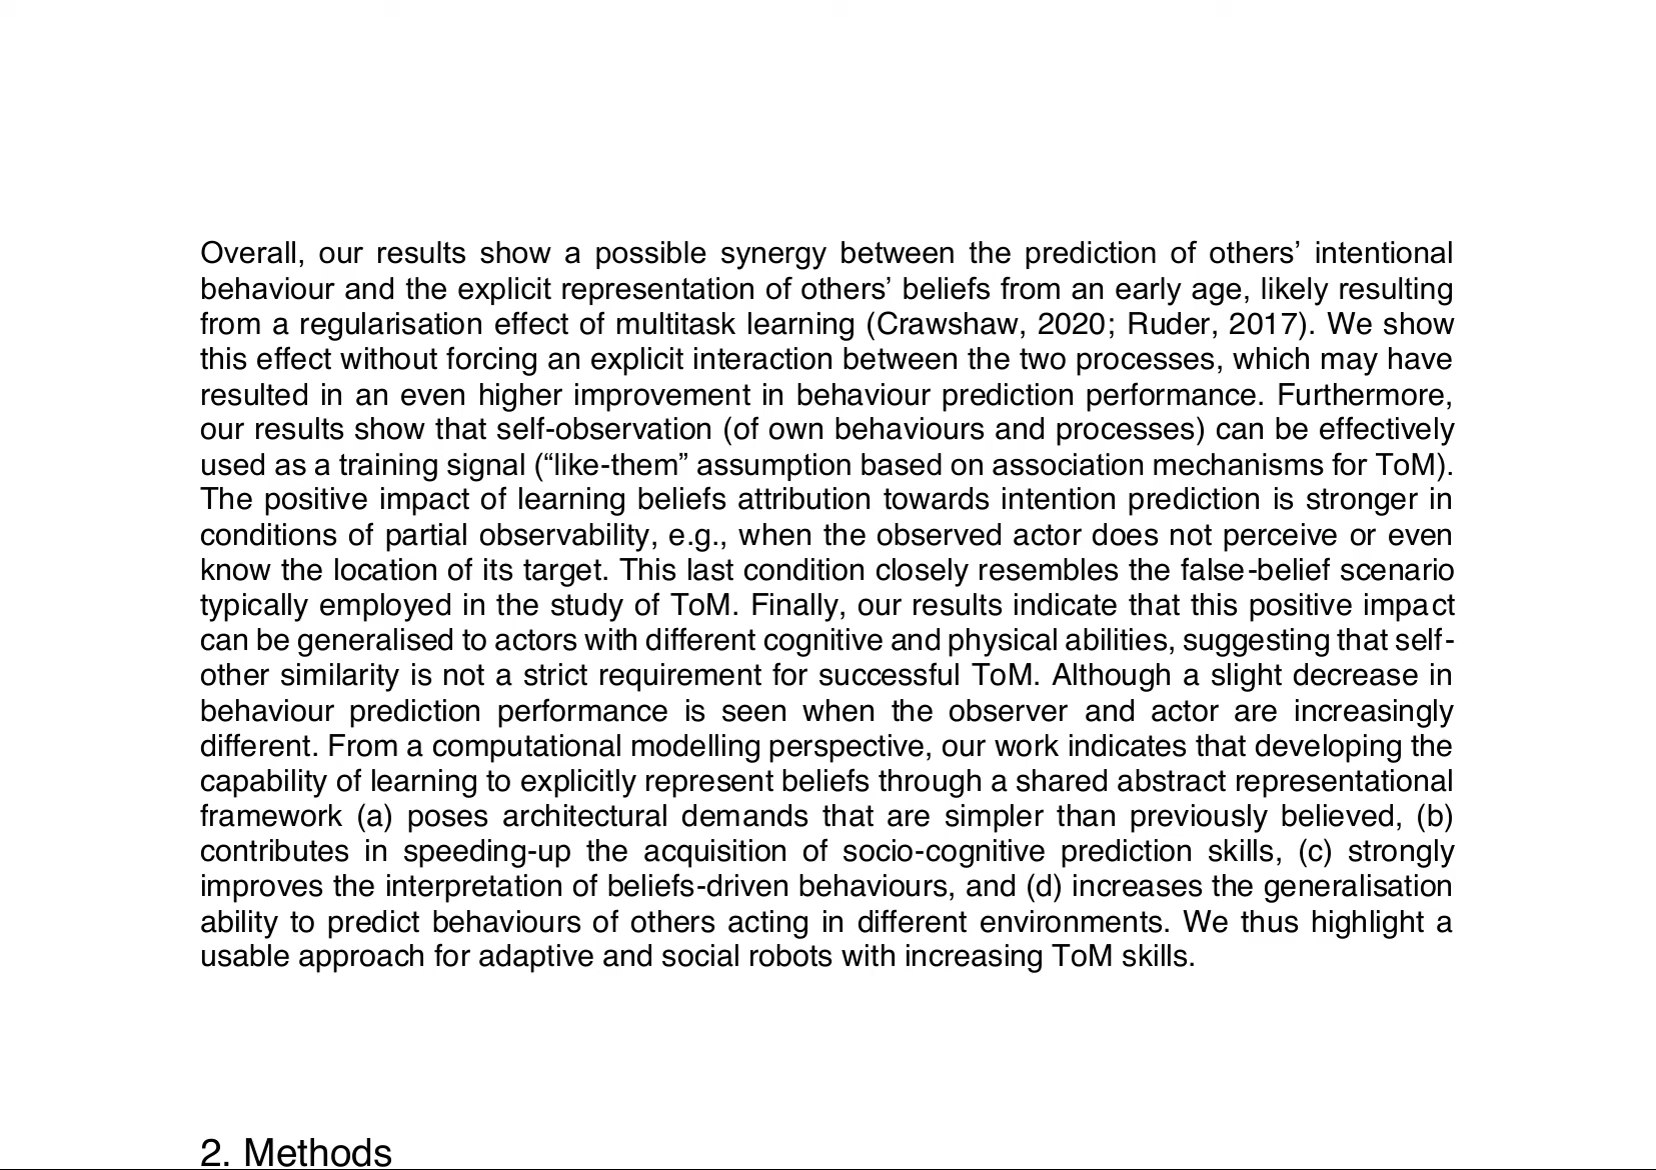 Overall, our results show a possible synergy between the prediction of others’ intentional
behaviour and the explicit representation of others’ beliefs from an early age, likely resulting
from a regularisation effect of multitask learning (Crawshaw, 2020; Ruder, 2017). We show
this effect without forcing an explicit interaction between the two processes, which may have
resulted in an even higher improvement in behaviour prediction performance. Furthermore,
our results show that self-observation (of own behaviours and processes) can be effectively
used as a training signal (“like-them” assumption based on association mechanisms for ToM).
The positive impact of learning beliefs attribution towards intention prediction is stronger in
conditions of partial observability, e.g., when the observed actor does not perceive or even
know the location of its target. This last condition closely resembles the false-belief scenario
typically employed in the study of ToM. Finally, our results indicate that this positive impact
can be generalised to actors with different cognitive and physical abilities, suggesting that self-
other similarity is not a strict requirement for successful ToM. Although a slight decrease in
behaviour prediction performance is seen when the observer and actor are increasingly
different. From a computational modelling perspective, our work indicates that developing the
capability of learning to explicitly represent beliefs through a shared abstract representational
framework (a) poses architectural demands that are simpler than previously believed, (b)
contributes in speeding-up the acquisition of socio-cognitive prediction skills, (c) strongly
improves the interpretation of beliefs-driven behaviours, and (d) increases the generalisation
ability to predict behaviours of others acting in different environments. We thus highlight a
usable approach for adaptive and social robots with increasing ToM skills.
2. Methods